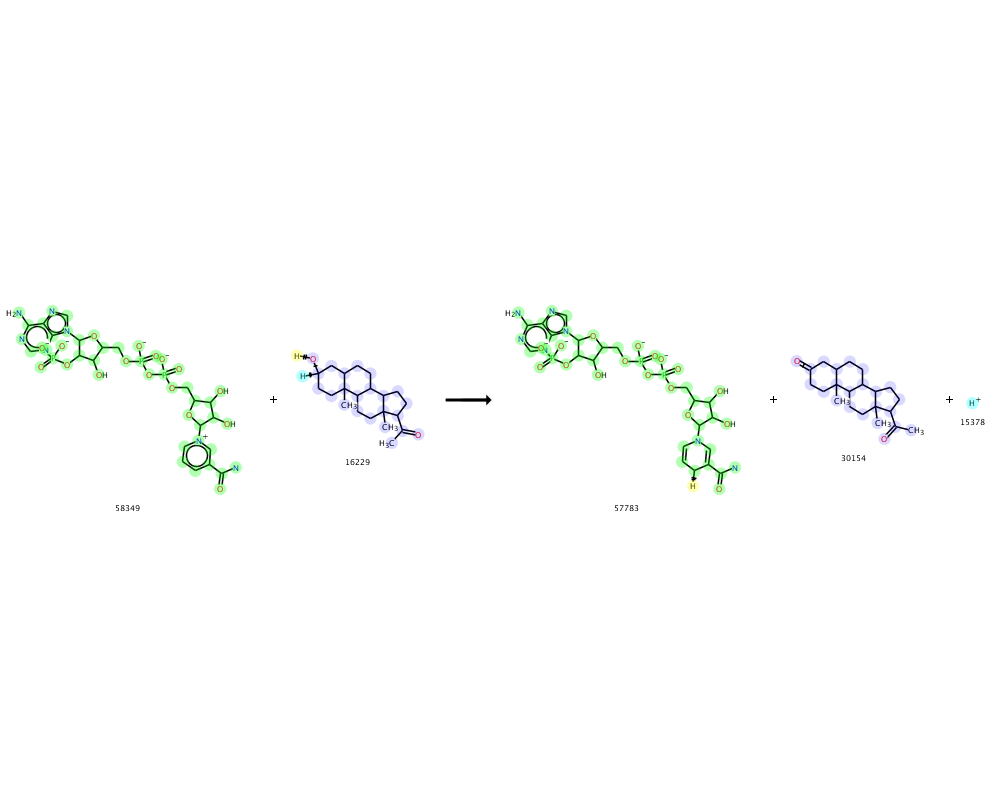 58349
+
16229
57783
+
30154
+
15378
H₂N
N
N
N
N
O
O⁻
O⁻
P
O
O
OH
O
O⁻
P
O
O
O⁻
P
O
O
OH
OH
O
N⁺
N
O
H
O
H
CH₃
CH₃
H₃C
O
H₂N
N
N
N
N
O
O⁻
O⁻
P
O
O
OH
O
O⁻
P
O
O
O⁻
P
O
O
OH
OH
O
N
N
O
H
O
CH₃
CH₃
CH₃
O
H⁺